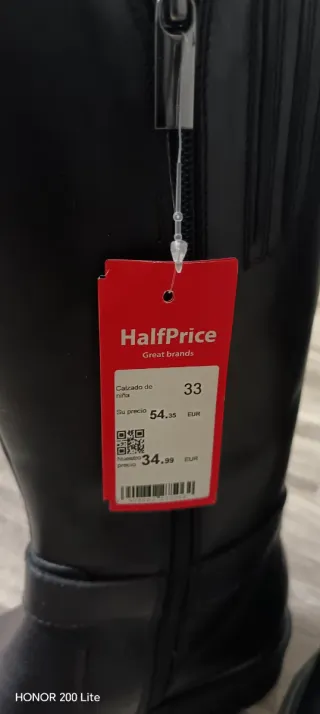 HalfPrice
Great brands
Calzado de niña 33
Su precio 54.35 EUR
Nuestro precio 34.99 EUR
HONOR 200 Lite